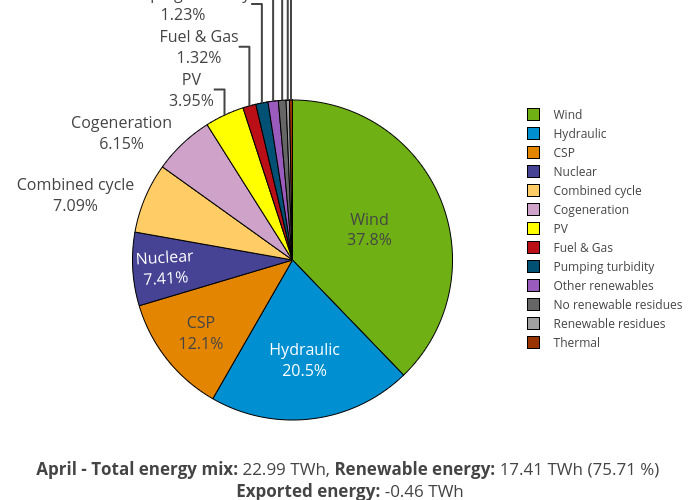 1.23%
Fuel & Gas
1.32%
PV
3.95%
Cogeneration
6.15%
Combined cycle
7.09%
Nuclear
7.41%
CSP
12.1%
Hydraulic
20.5%
Wind
37.8%
Wind
Hydraulic
CSP
Nuclear
Combined cycle
Cogeneration
PV
Fuel & Gas
Pumping turbidity
Other renewables
No renewable residues
Renewable residues
Thermal
April - Total energy mix: 22.99 TWh, Renewable energy: 17.41 TWh (75.71 %)
Exported energy: -0.46 TWh